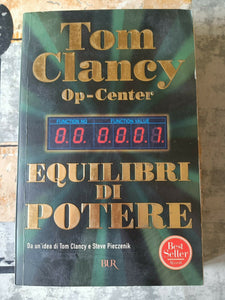 Tom
Clancy
Op-Center
FUNCTION NO.
FUNCTION VALUE
0.0. 0.0.0.1.
EQUILIBRI
DI
POTERE
Da un'idea di Tom Clancy e Steve Pieczenik
Best
Seller
BUR